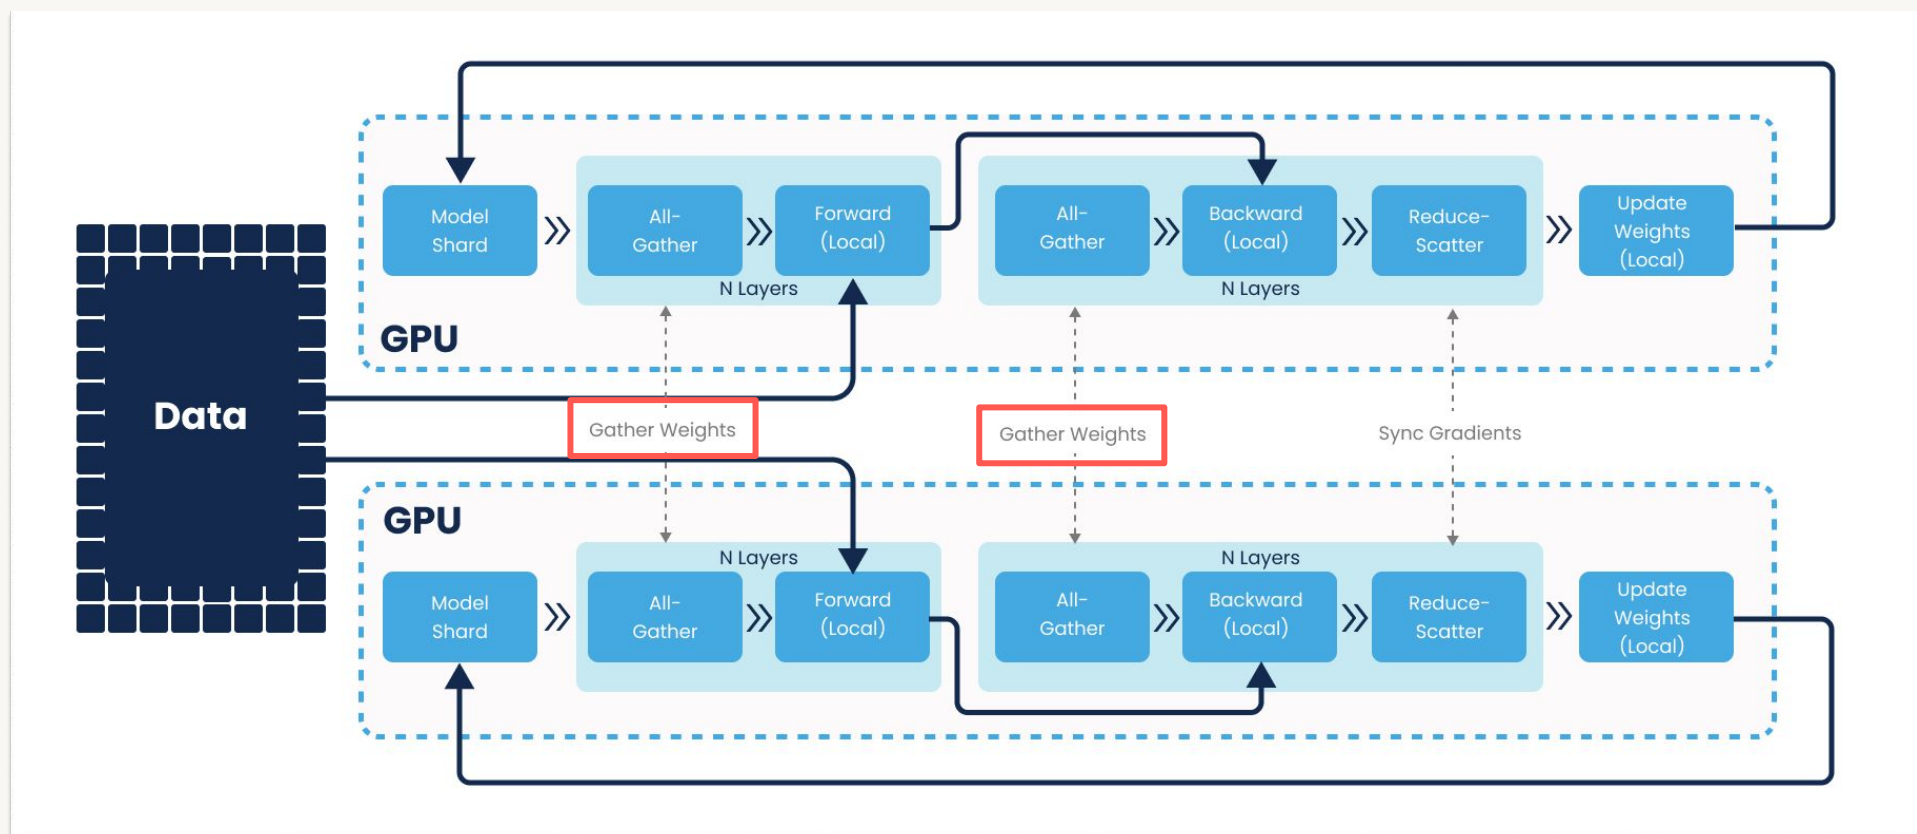 Data
Model
Shard
All-
Gather
Forward
(Local)
N Layers
All-
Gather
Backward
(Local)
Reduce-
Scatter
N Layers
Update
Weights
(Local)
GPU
Gather Weights
Gather Weights
Sync Gradients
GPU
Model
Shard
N Layers
All-
Gather
Forward
(Local)
N Layers
All-
Gather
Backward
(Local)
Reduce-
Scatter
Update
Weights
(Local)